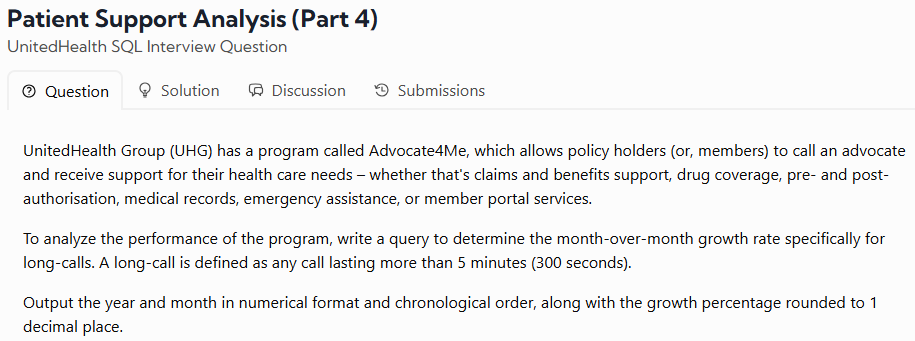 Patient Support Analysis (Part 4)
UnitedHealth SQL Interview Question
Question Solution Discussion Submissions
UnitedHealth Group (UHG) has a program called Advocate4Me, which allows policy holders (or, members) to call an advocate
and receive support for their health care needs – whether that's claims and benefits support, drug coverage, pre- and post-
authorisation, medical records, emergency assistance, or member portal services.
To analyze the performance of the program, write a query to determine the month-over-month growth rate specifically for
long-calls. A long-call is defined as any call lasting more than 5 minutes (300 seconds).
Output the year and month in numerical format and chronological order, along with the growth percentage rounded to 1
decimal place.